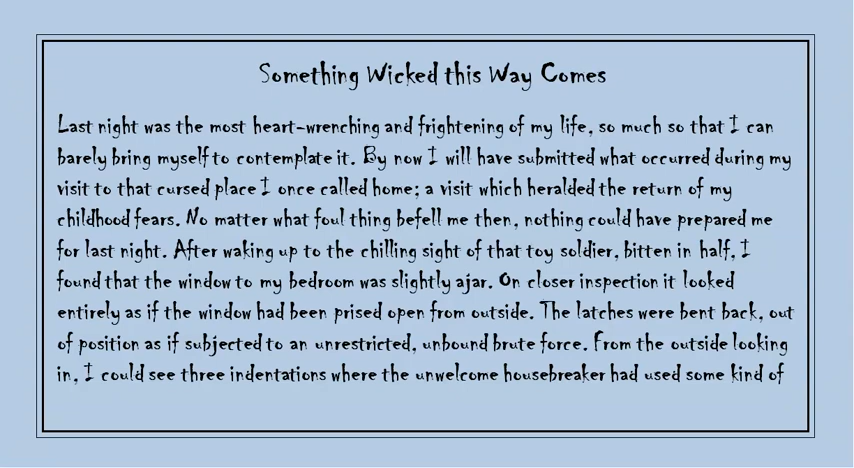 Something Wicked this Way Comes
Last night was the most heart-wrenching and frightening of my life, so much so that I can
barely bring myself to contemplate it. By now I will have submitted what occurred during my
visit to that cursed place I once called home; a visit which heralded the return of my
childhood fears. No matter what foul thing befell me then, nothing could have prepared me
for last night. After waking up to the chilling sight of that toy soldier, bitten in half, I
found that the window to my bedroom was slightly ajar. On closer inspection it looked
entirely as if the window had been prised open from outside. The latches were bent back, out
of position as if subjected to an unrestricted, unbound brute force. From the outside looking
in, I could see three indentations where the unwelcome housebreaker had used some kind of